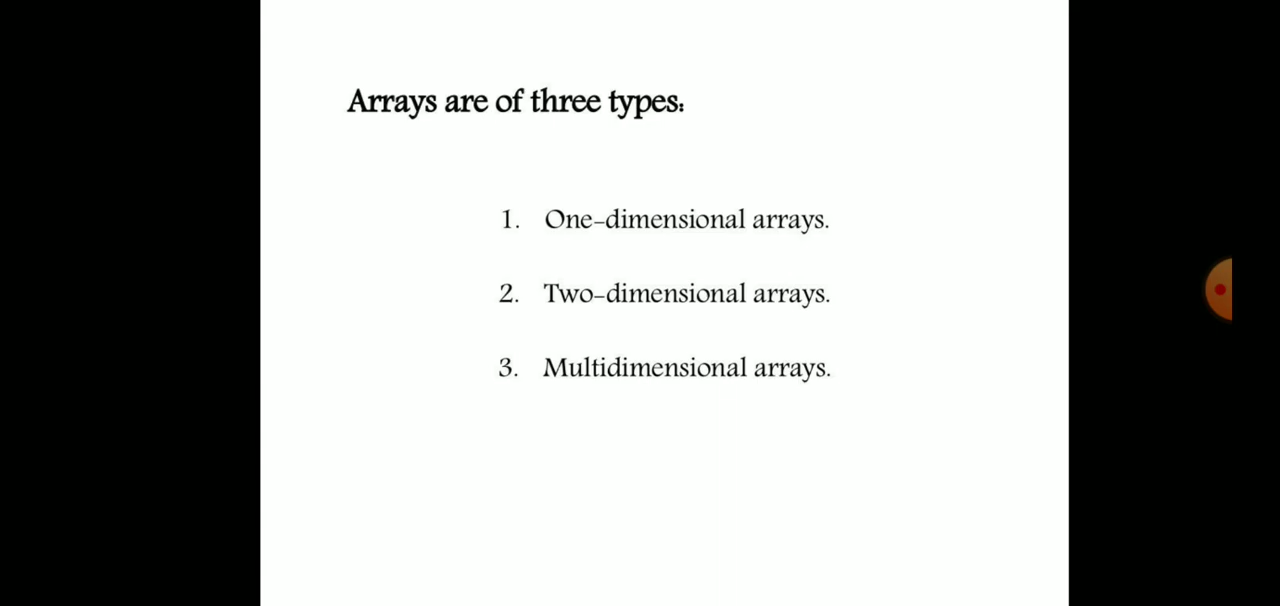 Arrays are of three types:
1. One-dimensional arrays.
2. Two-dimensional arrays.
3. Multidimensional arrays.